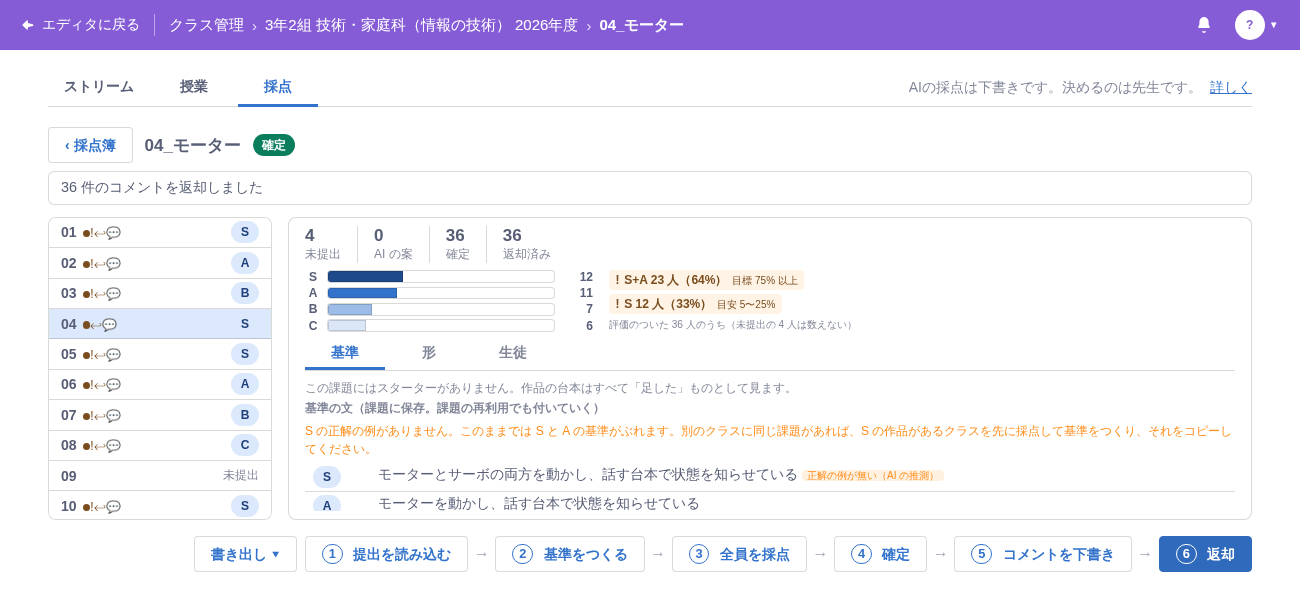 エディタに戻る
クラス管理 › 3年2組 技術・家庭科（情報の技術） 2026年度 › 04_モーター
?
ストリーム 授業 採点
AIの採点は下書きです。決めるのは先生です。 詳しく
‹ 採点簿 04_モーター 確定
36 件のコメントを返却しました
01 ! S
02 ! A
03 ! B
04 S
05 ! S
06 ! A
07 ! B
08 ! C
09 未提出
10 ! S
4 0 36 36
未提出 AI の案 確定 返却済み
S 12
A 11
B 7
C 6
! S+A 23 人（64%） 目標 75% 以上
! S 12 人（33%） 目安 5〜25%
評価のついた 36 人のうち（未提出の 4 人は数えない）
基準 形 生徒
この課題にはスターターがありません。作品の台本はすべて「足した」ものとして見ます。
基準の文（課題に保存。課題の再利用でも付いていく）
S の正解の例がありません。このままでは S と A の基準がぶれます。別のクラスに同じ課題があれば、S の作品があるクラスを先に採点して基準をつくり、それをコピーし
てください。
S モーターとサーボの両方を動かし、話す台本で状態を知らせている 正解の例が無い（AI の推測）
A モーターを動かし、話す台本で状態を知らせている
書き出し ▾ 1 提出を読み込む → 2 基準をつくる → 3 全員を採点 → 4 確定 → 5 コメントを下書き → 6 返却